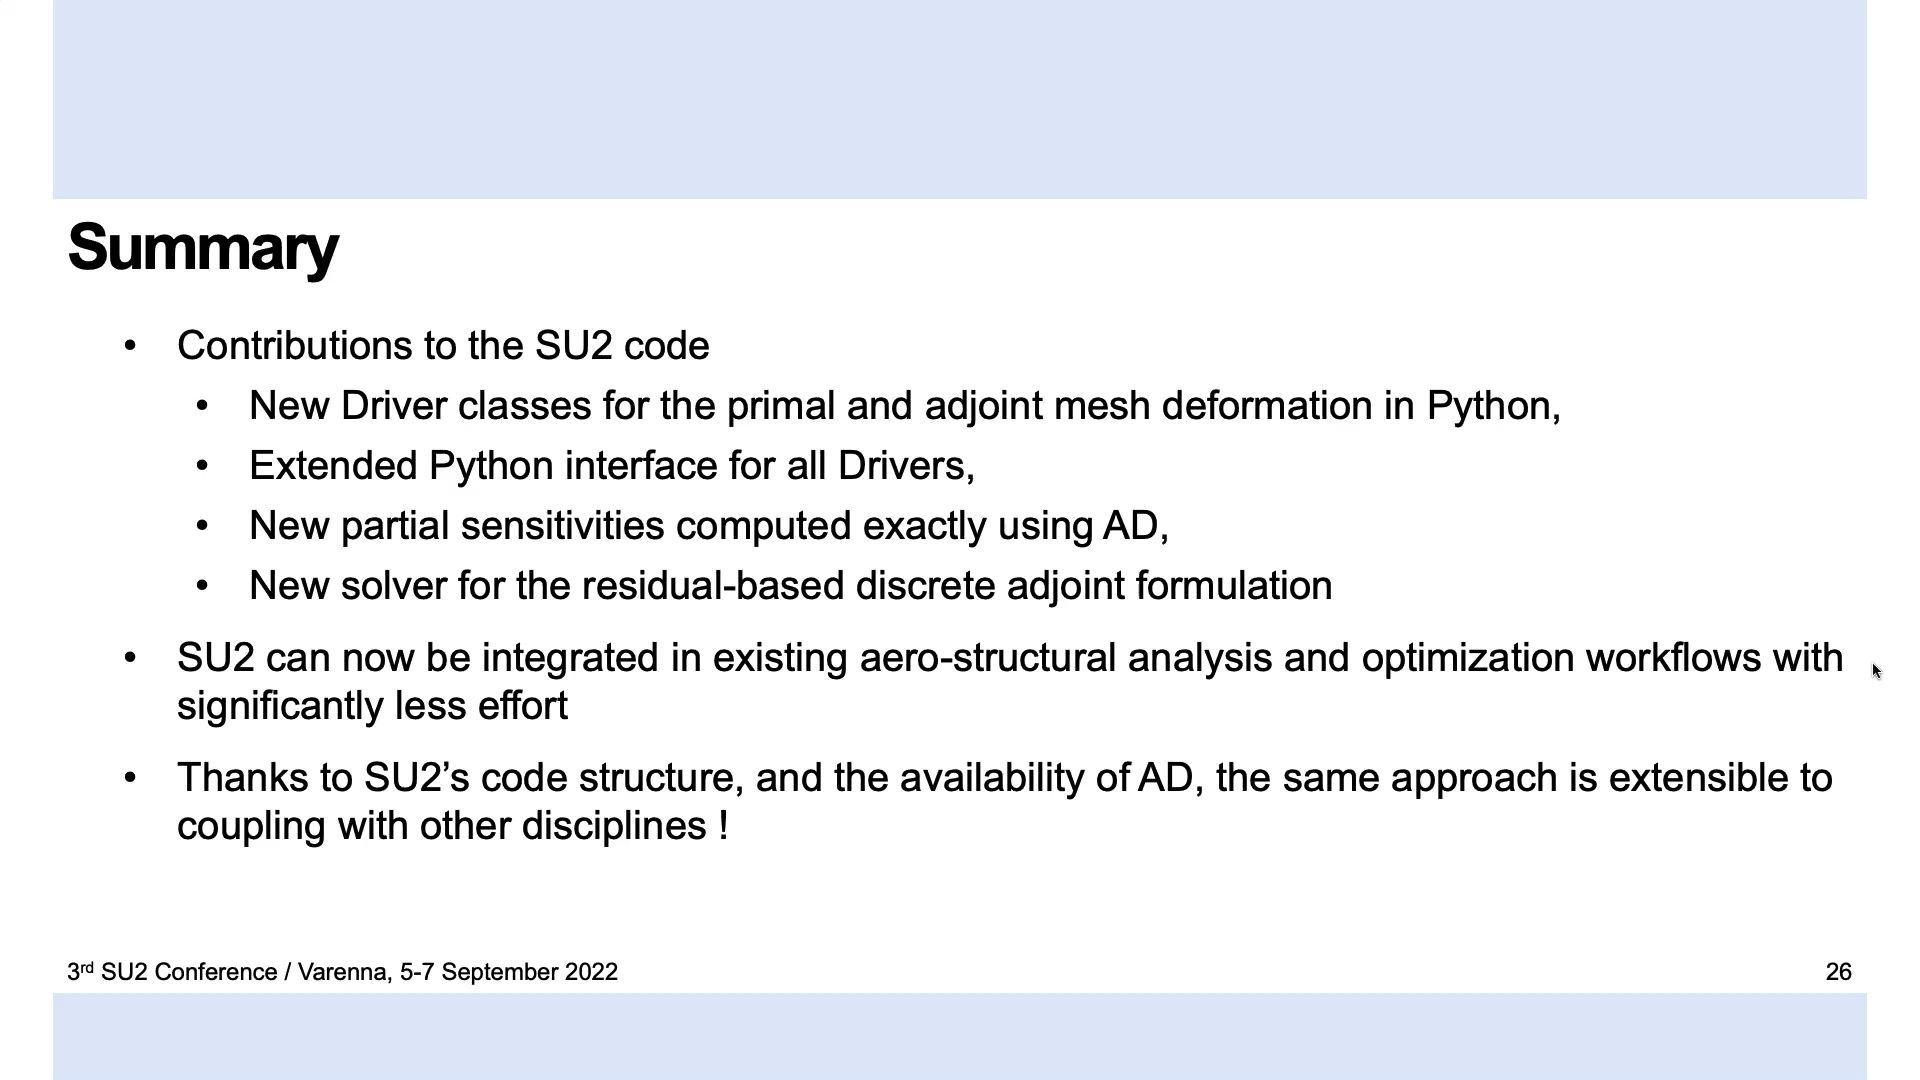 Summary
• Contributions to the SU2 code
• New Driver classes for the primal and adjoint mesh deformation in Python,
• Extended Python interface for all Drivers,
• New partial sensitivities computed exactly using AD,
• New solver for the residual-based discrete adjoint formulation
• SU2 can now be integrated in existing aero-structural analysis and optimization workflows with
significantly less effort
• Thanks to SU2’s code structure, and the availability of AD, the same approach is extensible to
coupling with other disciplines !
3rd SU2 Conference / Varenna, 5-7 September 2022
26